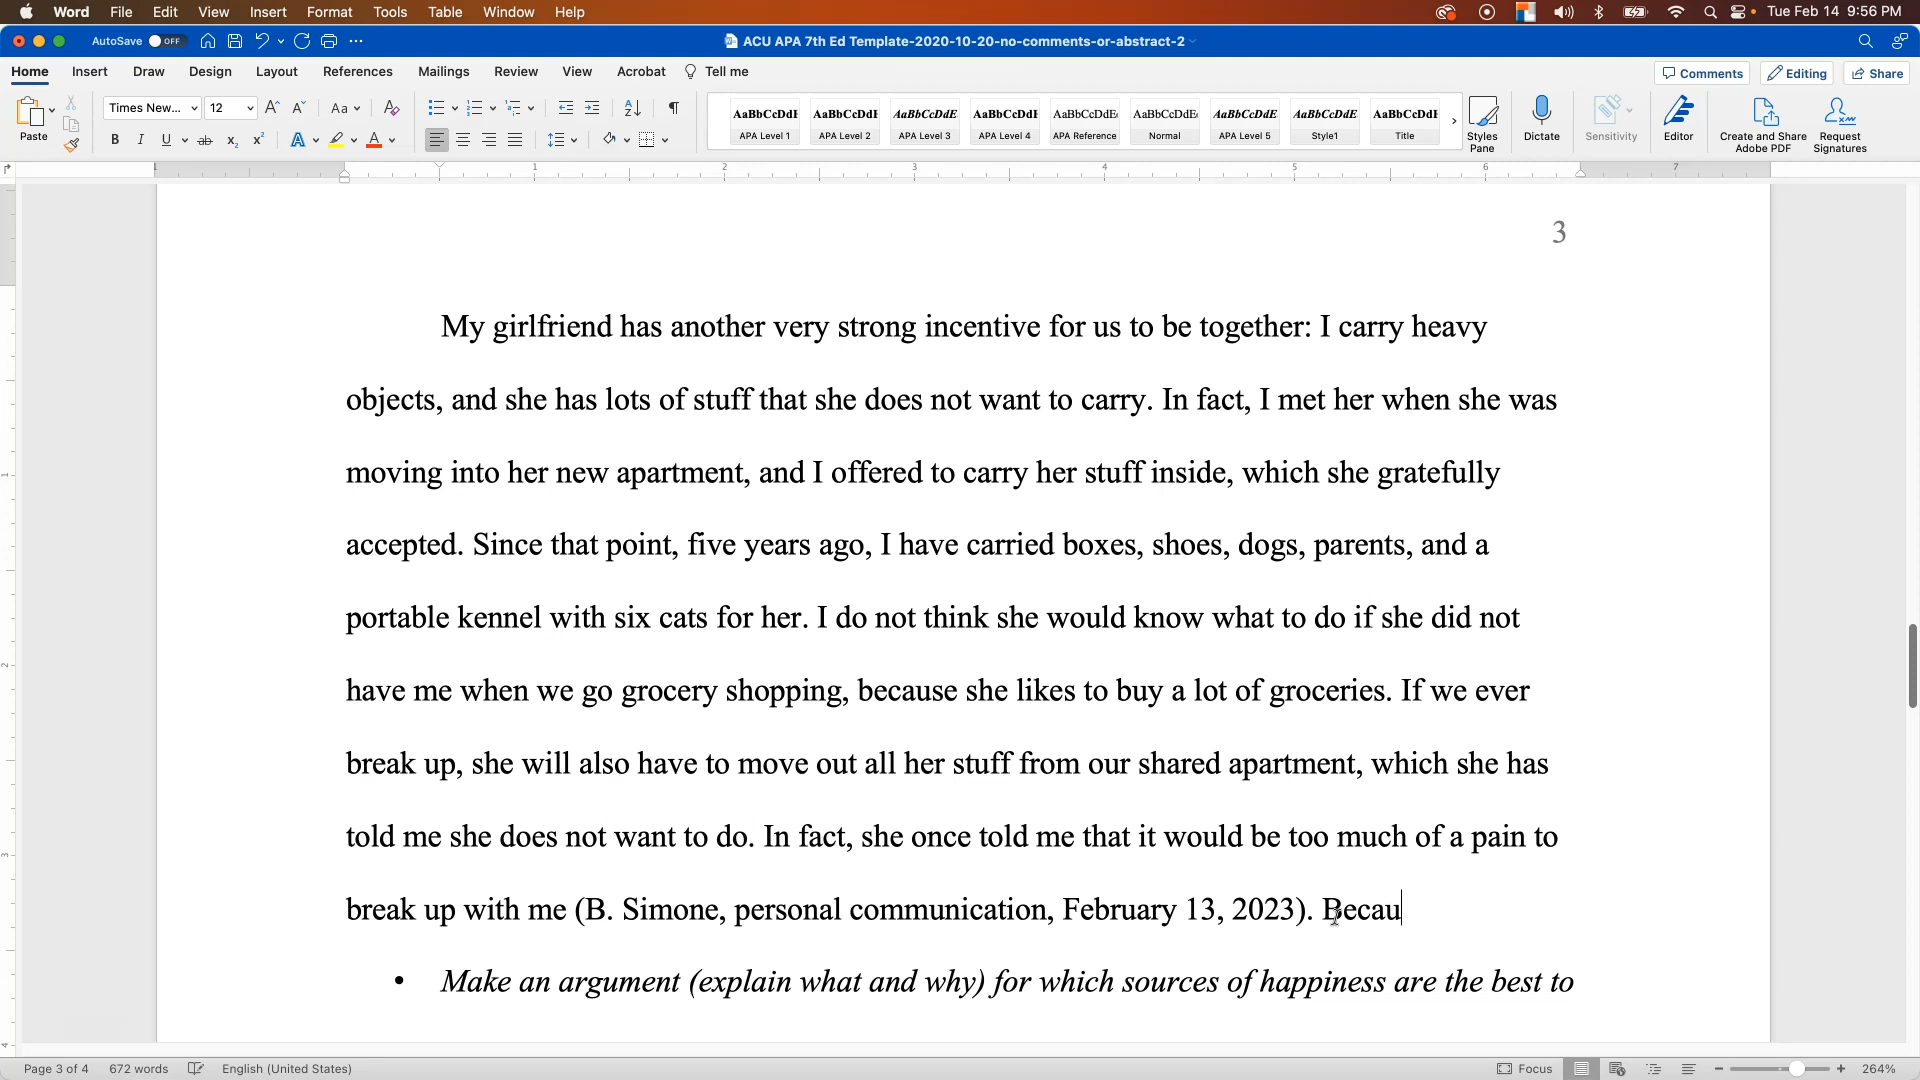 Word File Edit View Insert Format Tools Table Window Help Tue Feb 14 9:56 PM
AutoSave OFF ACU APA 7th Ed Template-2020-10-20-no-comments-or-abstract-2
Home Insert Draw Design Layout References Mailings Review View Acrobat Tell me Comments Editing Share
Paste Times New... 12 Aa
AaBbCcDdE AaBbCcDdE AaBbCcDdE AaBbCcDdE AaBbCcDdE AaBbCcDdE AaBbCcDdE AaBbCcDdE AaBbCcDdE
APA Level 1 APA Level 2 APA Level 3 APA Level 4 APA Reference Normal APA Level 5 Style1 Title
Styles Pane Dictate Sensitivity Editor Create and Share Adobe PDF Request Signatures
1 1 2 3 4 5 6 7
3
My girlfriend has another very strong incentive for us to be together: I carry heavy
objects, and she has lots of stuff that she does not want to carry. In fact, I met her when she was
moving into her new apartment, and I offered to carry her stuff inside, which she gratefully
accepted. Since that point, five years ago, I have carried boxes, shoes, dogs, parents, and a
portable kennel with six cats for her. I do not think she would know what to do if she did not
have me when we go grocery shopping, because she likes to buy a lot of groceries. If we ever
break up, she will also have to move out all her stuff from our shared apartment, which she has
told me she does not want to do. In fact, she once told me that it would be too much of a pain to
break up with me (B. Simone, personal communication, February 13, 2023). Becau
• Make an argument (explain what and why) for which sources of happiness are the best to
Page 3 of 4 672 words English (United States) Focus 264%